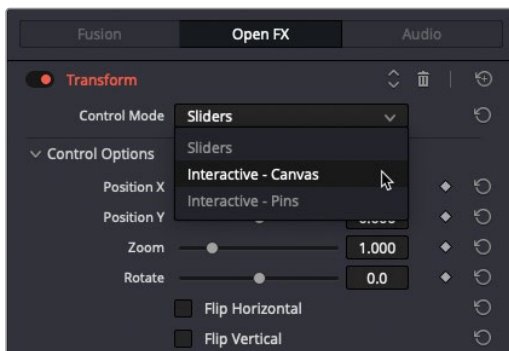 Fusion Open FX Audio
Transform
Control Mode Sliders
Sliders
Control Options
Interactive - Canvas
Position X
Interactive - Pins
Position Y
Zoom 1.000
Rotate 0.0
Flip Horizontal
Flip Vertical